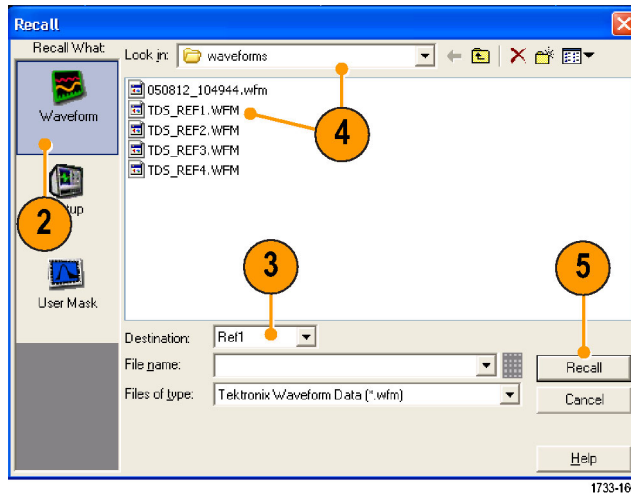 Recall
Recall What:
Look in: waveforms
050812_104944.wfm
TDS_REF1.WFM
TDS_REF2.WFM
TDS_REF3.WFM
TDS_REF4.WFM
Waveform
4
2
User Mask
3
5
Destination: Ref1
File name:
Recall
Files of type: Tektronix Waveform Data (*.wfm)
Cancel
Help
1733-16